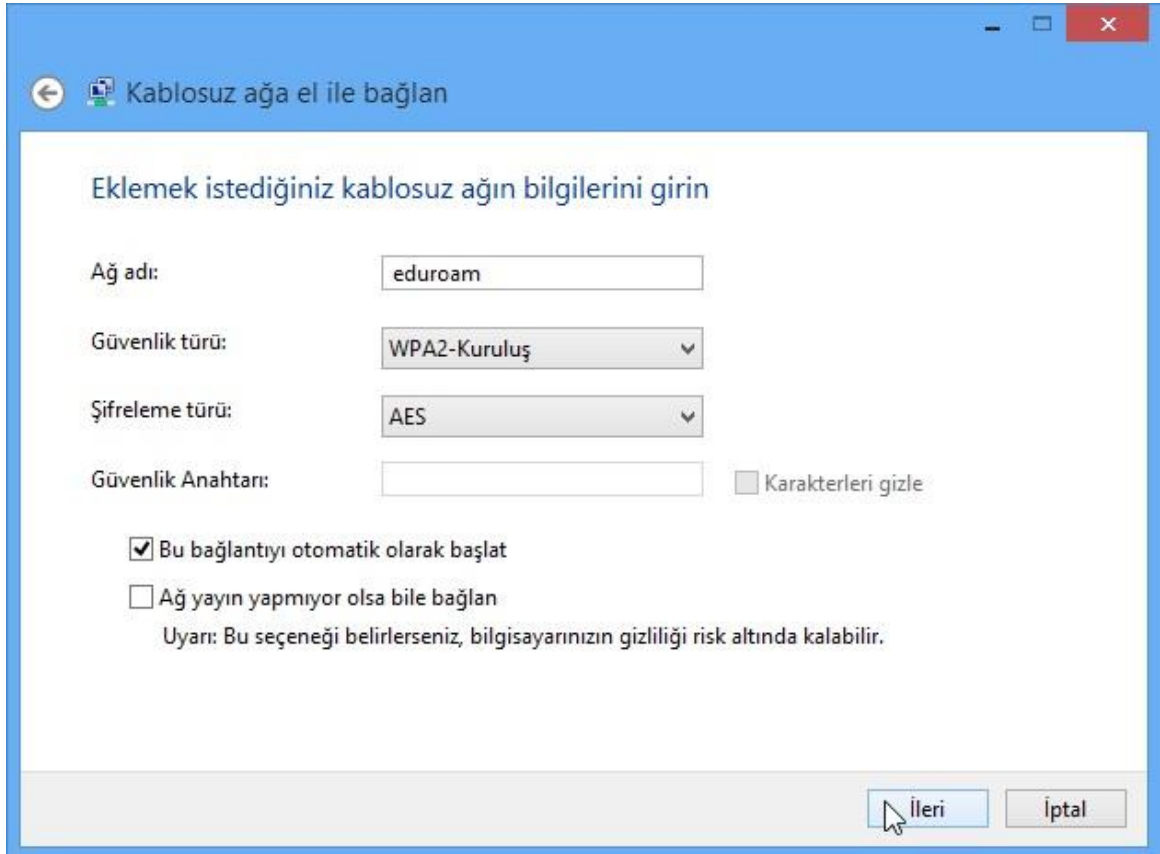 Kablosuz ağa el ile bağlan
Eklemek istediğiniz kablosuz ağın bilgilerini girin
Ağ adı: eduroam
Güvenlik türü: WPA2-Kuruluş
Şifreleme türü: AES
Güvenlik Anahtarı: Karakterleri gizle
Bu bağlantıyı otomatik olarak başlat
Ağ yayın yapmıyor olsa bile bağlan
Uyarı: Bu seçeneği belirlerseniz, bilgisayarınızın gizliliği risk altında kalabilir.
İleri İptal